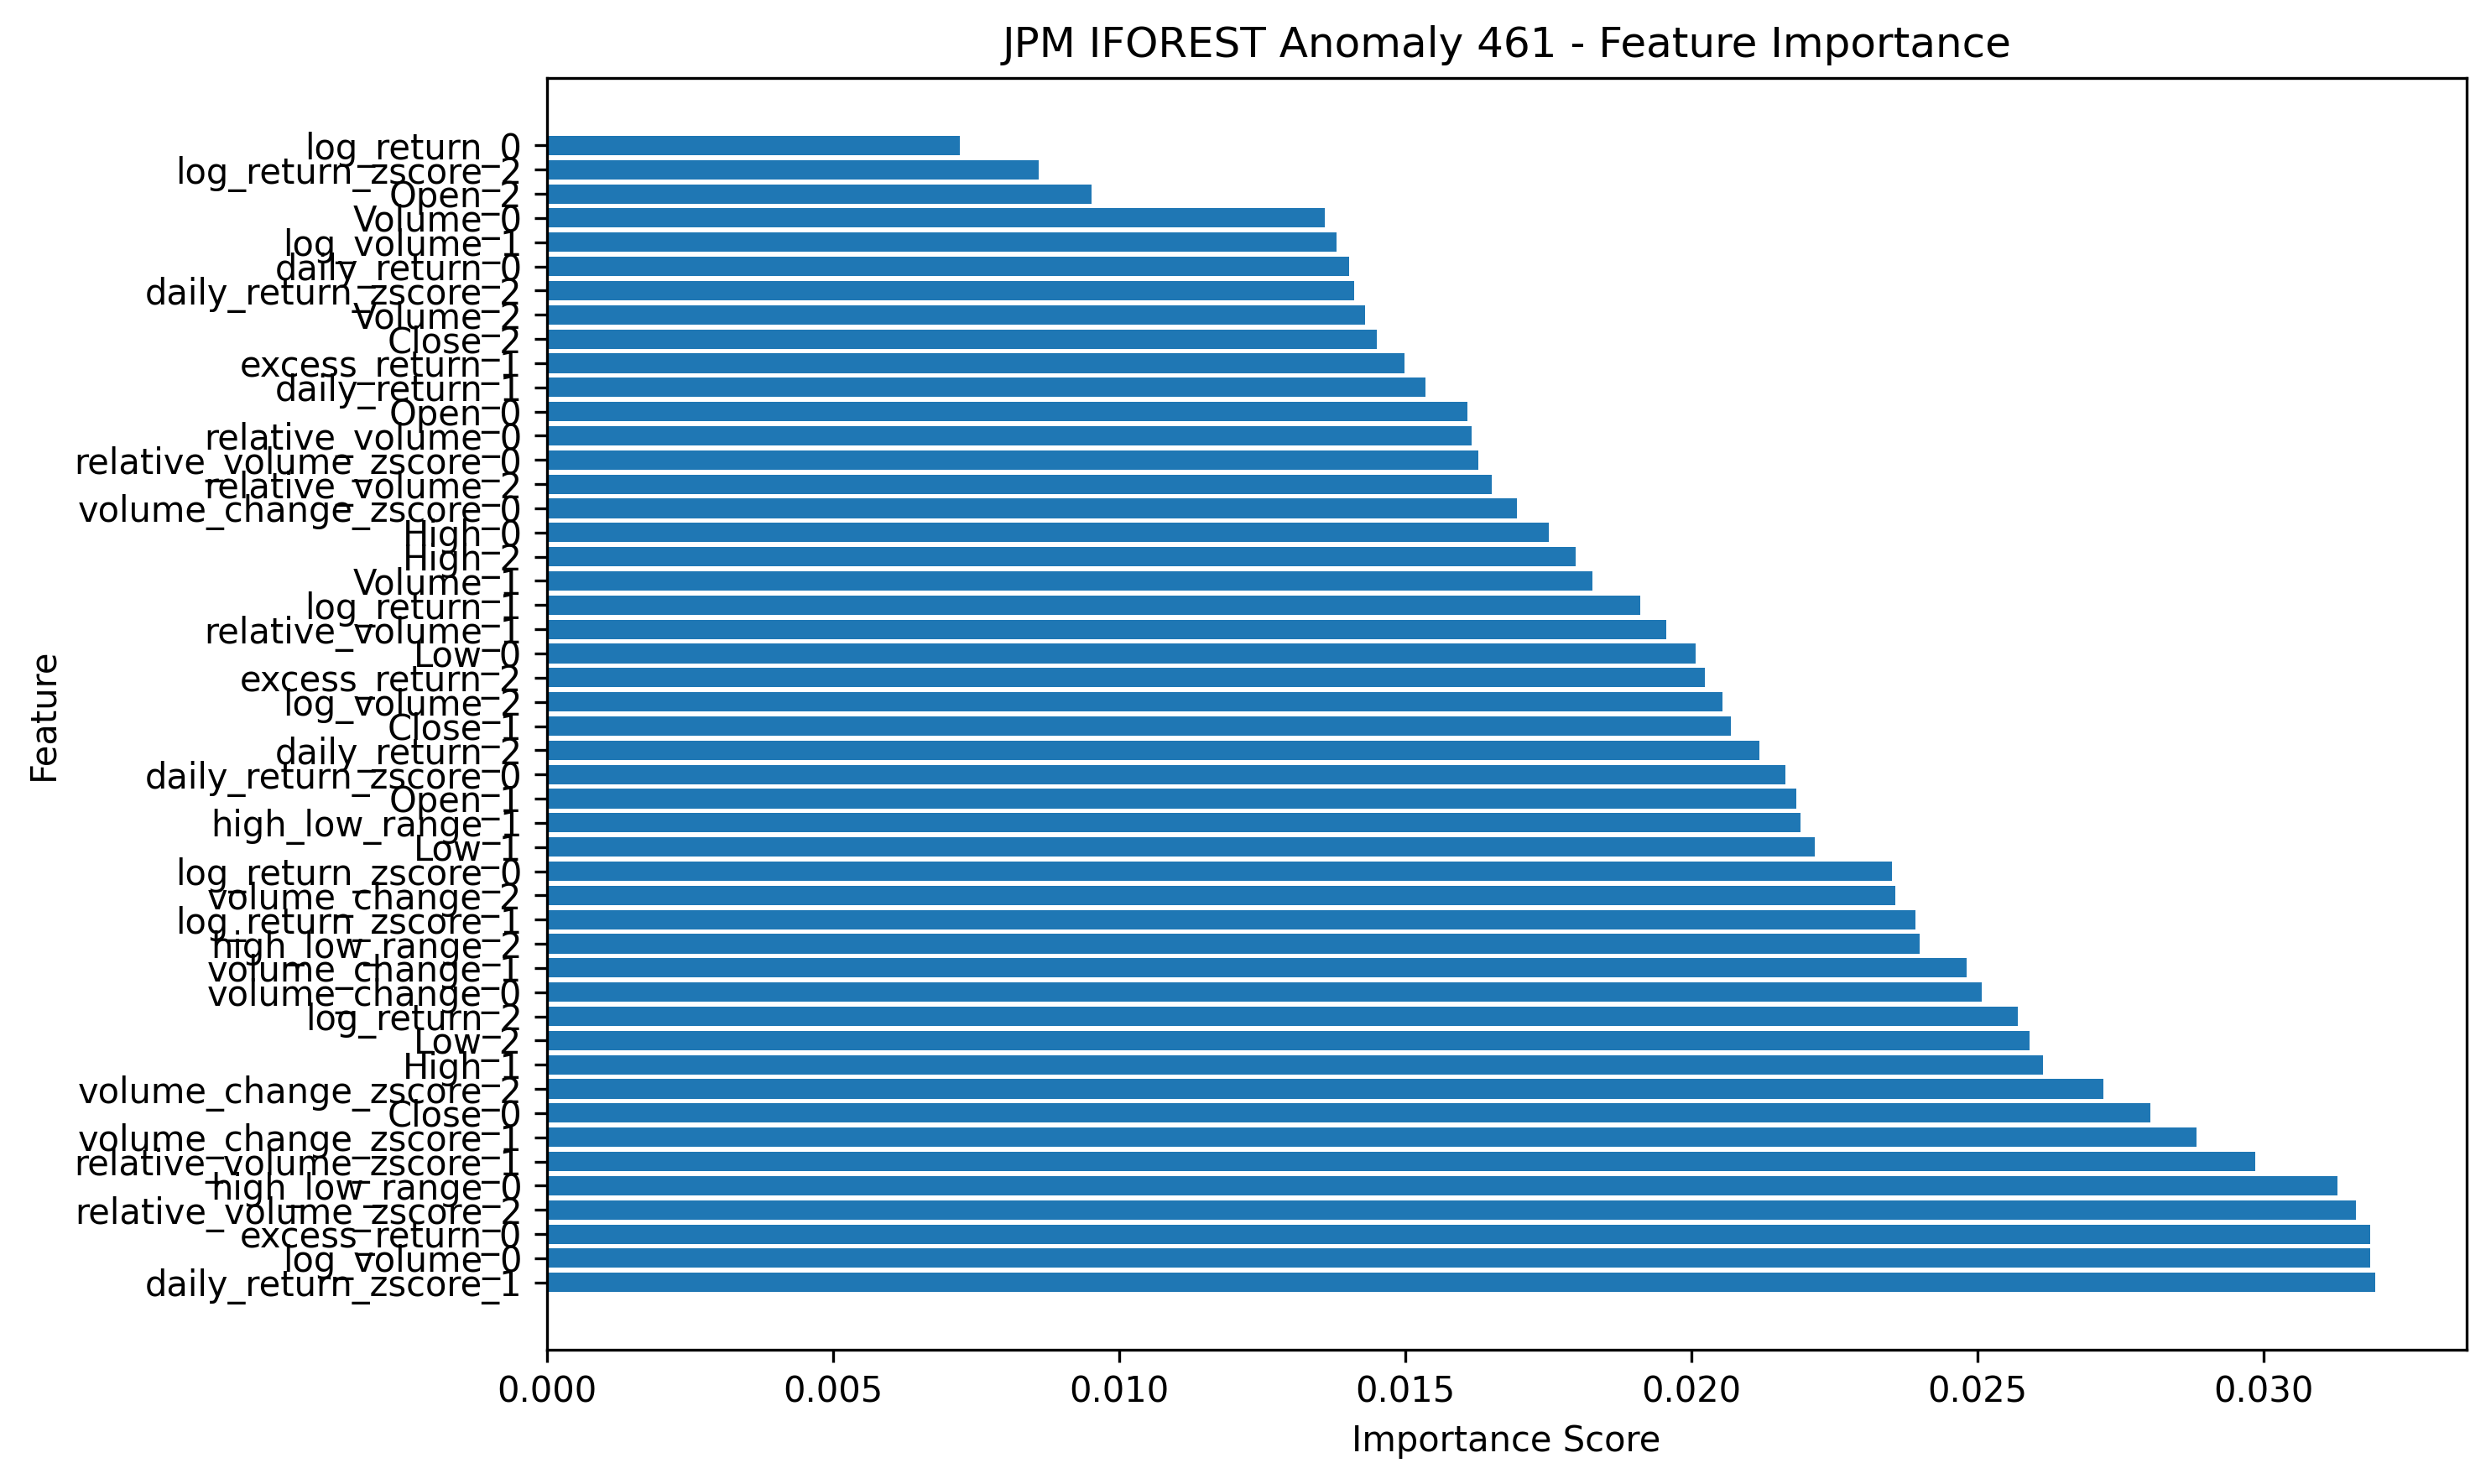 JPM IFOREST Anomaly 461 - Feature Importance
log_return_0
log_return_zscore_2
Open_2
Volume_0
log_volume_1
daily_return_0
daily_return_zscore_2
Volume_2
Close_2
excess_return_1
daily_return_1
Open_0
relative_volume_0
relative_volume_zscore_0
relative_volume_2
volume_change_zscore_0
High_0
High_2
Volume_1
log_return_1
relative_volume_1
Low_0
excess_return_2
log_volume_2
Close_1
daily_return_2
daily_return_zscore_0
Open_1
high_low_range_1
Low_1
log_return_zscore_0
volume_change_2
log_return_zscore_1
high_low_range_2
volume_change_1
volume_change_0
log_return_2
Low_2
High_1
volume_change_zscore_2
Close_0
volume_change_zscore_1
relative_volume_zscore_1
high_low_range_0
relative_volume_zscore_2
excess_return_0
log_volume_0
daily_return_zscore_1
Feature
0.000 0.005 0.010 0.015 0.020 0.025 0.030
Importance Score